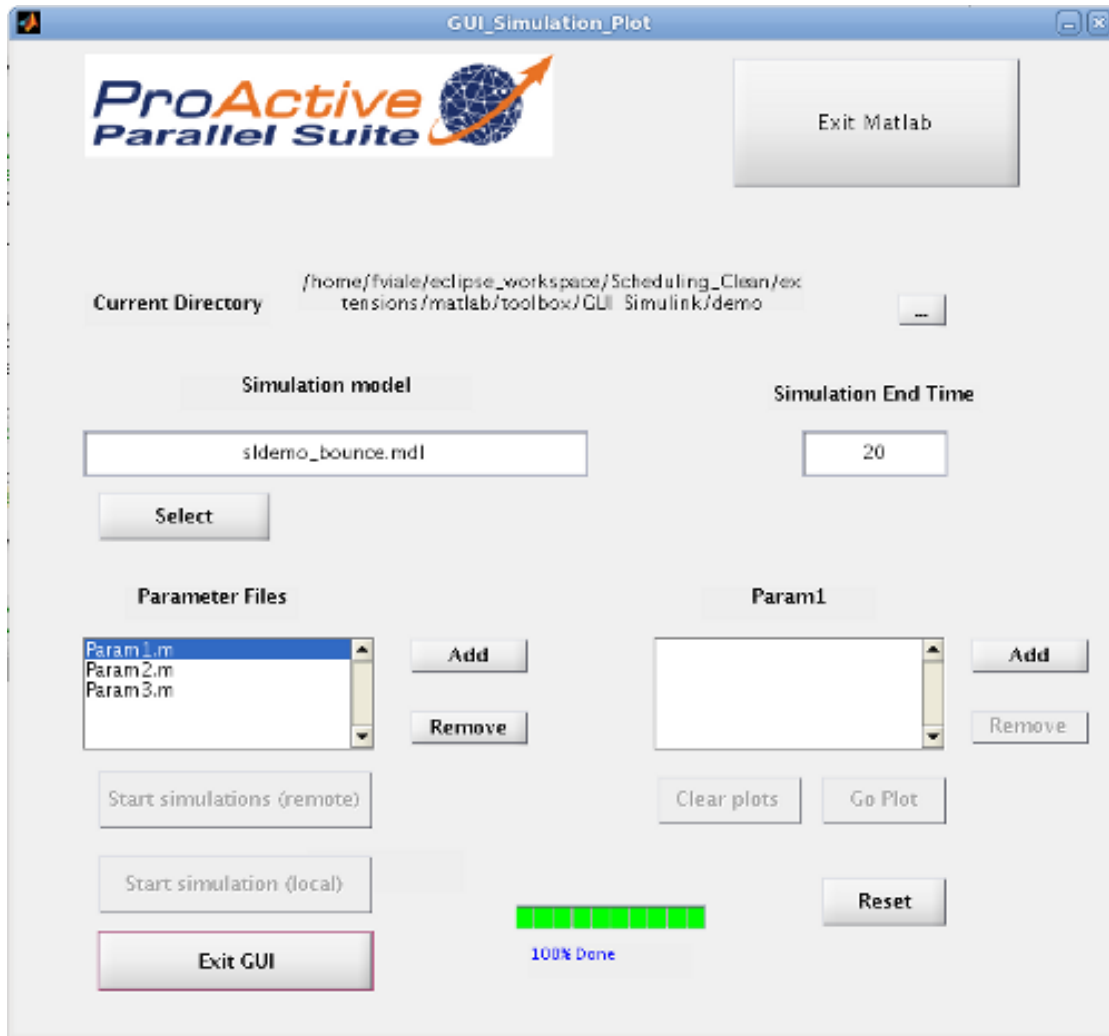 GUI_Simulation_Plot
ProActive
Parallel Suite
Exit Matlab
Current Directory
/home/fviale/eclipse_workspace/Scheduling_Clean/ex
tensions/matlab/toolbox/GUI_Simulink/demo
...
Simulation model
Simulation End Time
sldemo_bounce.mdl
20
Select
Parameter Files
Param1
Param1.m
Param2.m
Param3.m
Add
Remove
Add
Remove
Start simulations (remote)
Clear plots
Go Plot
Start simulation (local)
Reset
Exit GUI
100% Done